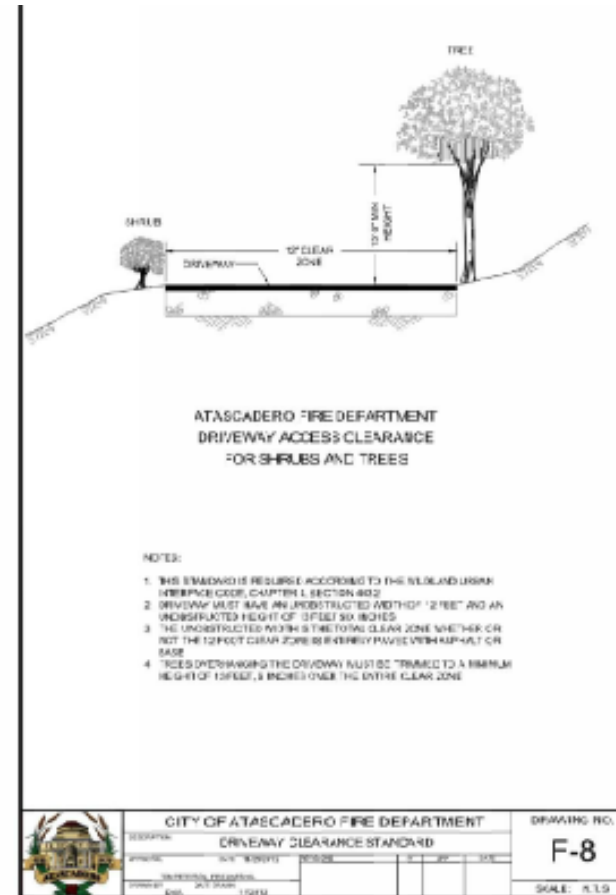 TREE
SHRUB
13'6" MIN
HEIGHT
12' CLEAR
ZONE
DRIVEWAY
ATASCADERO FIRE DEPARTMENT
DRIVEWAY ACCESS CLEARANCE
FOR SHRUBS AND TREES
NOTES:
1. THIS STANDARD IS REQUIRED ACCORDING TO THE WILDLAND URBAN
INTERFACE CODE, CHAPTER 4, SECTION
2. DRIVEWAY MUST HAVE AN UNOBSTRUCTED WIDTH OF 12 FEET AND AN
UNOBSTRUCTED HEIGHT OF 13 FEET SIX INCHES
3. THE UNOBSTRUCTED WIDTH IS THE TOTAL CLEAR ZONE WHETHER OR
NOT THE 12 FOOT CLEAR ZONE IS ENTIRELY PAVED WITH ASPHALT OR
BASE
4. TREES OVERHANGING THE DRIVEWAY MUST BE TRIMMED TO A MINIMUM
HEIGHT OF 13 FEET, 6 INCHES OVER THE ENTIRE CLEAR ZONE
CITY OF ATASCADERO FIRE DEPARTMENT
DESCRIPTION:
DRIVEWAY CLEARANCE STANDARD
DRAWING NO.
F-8
SCALE: N.T.S.
ATASCADERO